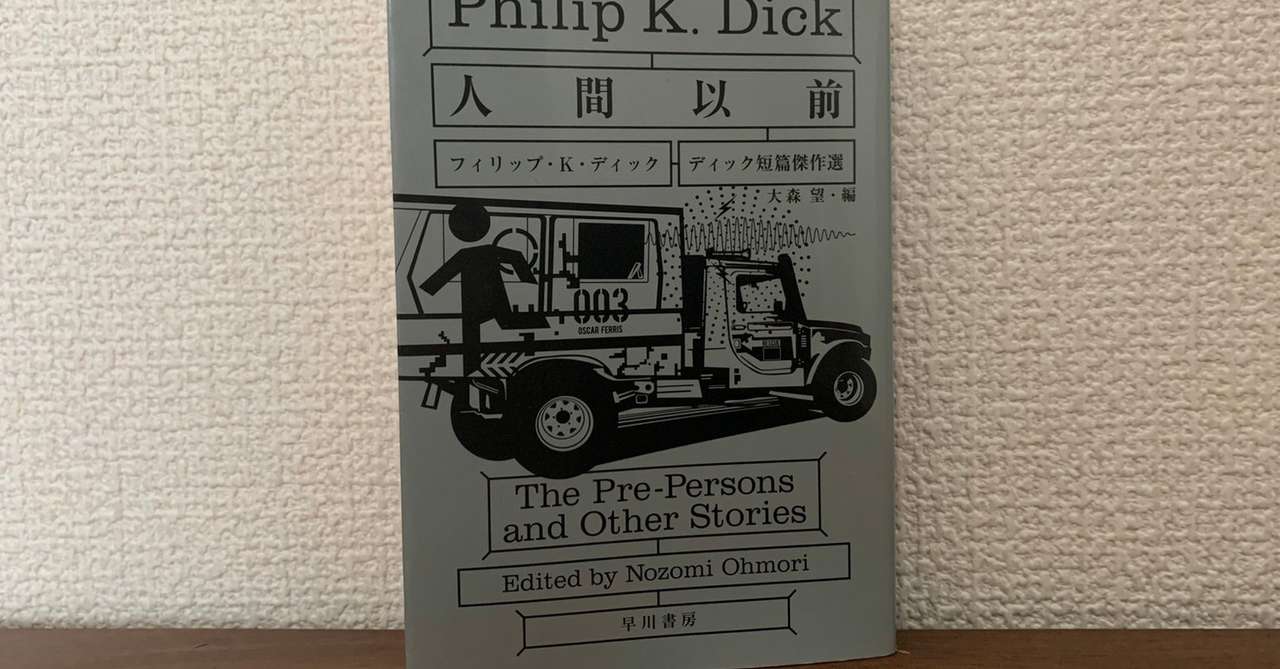 Philip K. Dick
人間以前
フィリップ・K・ディック
ディック短篇傑作選
大森 望・編
003
OSCAR FERRIS
The Pre-Persons
and Other Stories
Edited by Nozomi Ohmori
早川書房